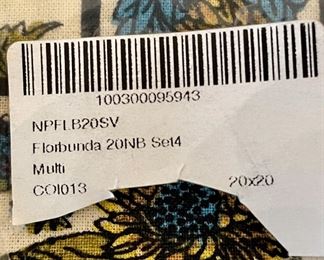 100300095943
NPFLB20SV
Florbunda 20NB Set4
Multi
COI013 20x20